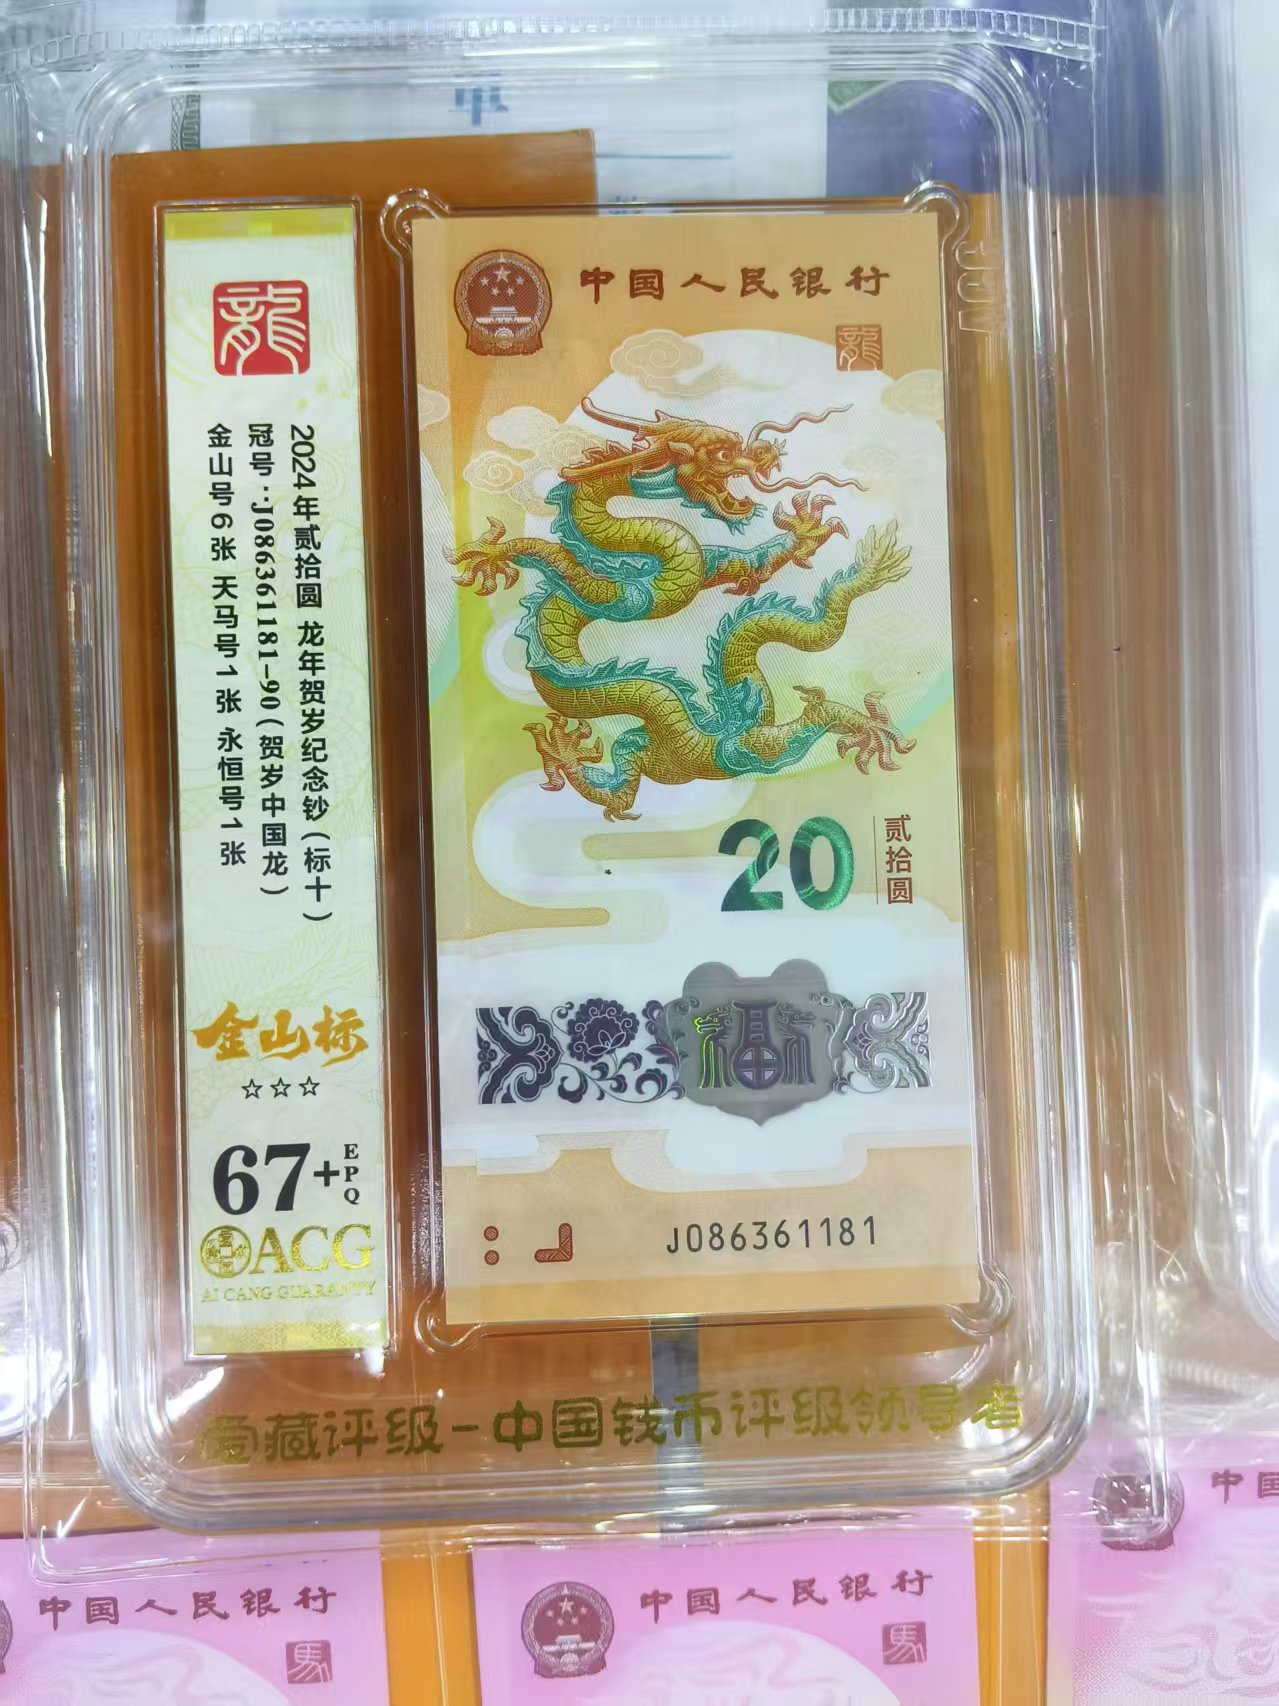 龍
2024年贰拾圆 龙年贺岁纪念钞(标十)
冠号:J086361181-90(贺岁中国龙)
金山号6张 天马号1张 永恒号1张
金山标
67+
EPQ
ACG
AI CANG GUARANTY
中国人民银行
龍
20
贰拾圆
福
J086361181
爱藏评级-中国钱币评级领导者
中国人民银行
馬
中国人民银行
馬
中国